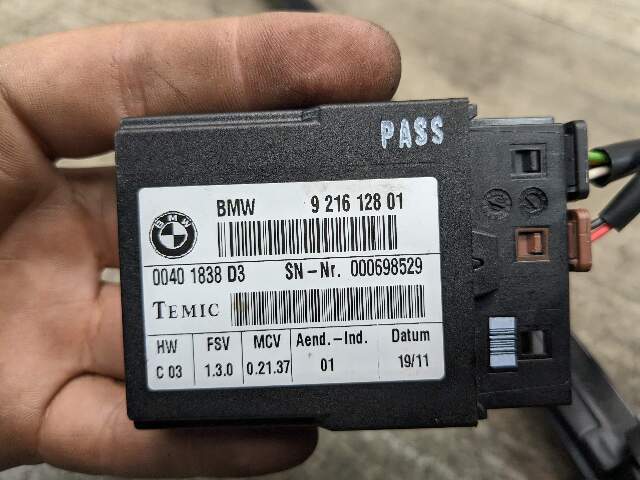 PASS
BMW
BMW 9 216 128 01
0040 1838 D3 SN-Nr. 000698529
TEMIC
HW FSV MCV Aend.-Ind. Datum
C 03 1.3.0 0.21.37 01 19/11